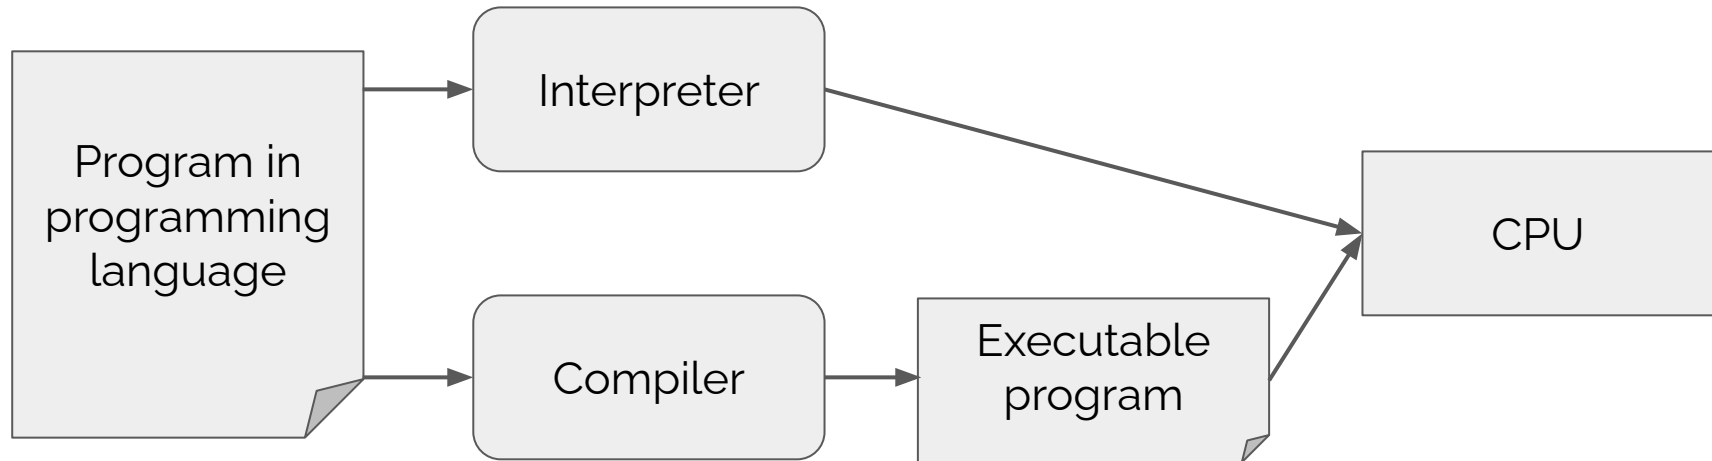 Interpreter
Program in
programming
language
CPU
Compiler
Executable
program